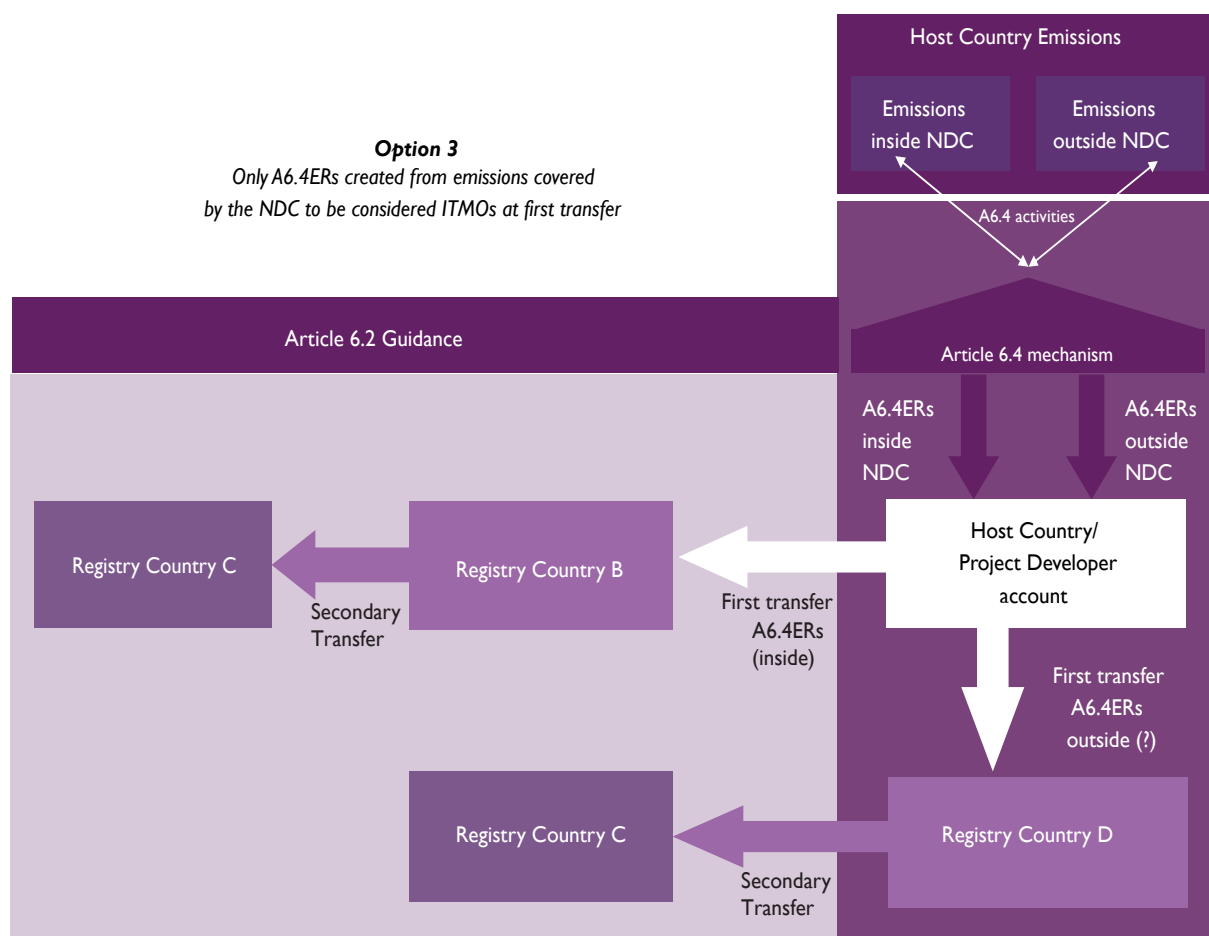 Host Country Emissions
Emissions
inside NDC
Emissions
outside NDC
Option 3
Only A6.4ERs created from emissions covered
by the NDC to be considered ITMOs at first transfer
A6.4 activities
Article 6.2 Guidance
Article 6.4 mechanism
A6.4ERs
inside
NDC
A6.4ERs
outside
NDC
Registry Country C
Secondary
Transfer
Registry Country B
First transfer
A6.4ERs
(inside)
Host Country/
Project Developer
account
First transfer
A6.4ERs
outside (?)
Registry Country C
Secondary
Transfer
Registry Country D